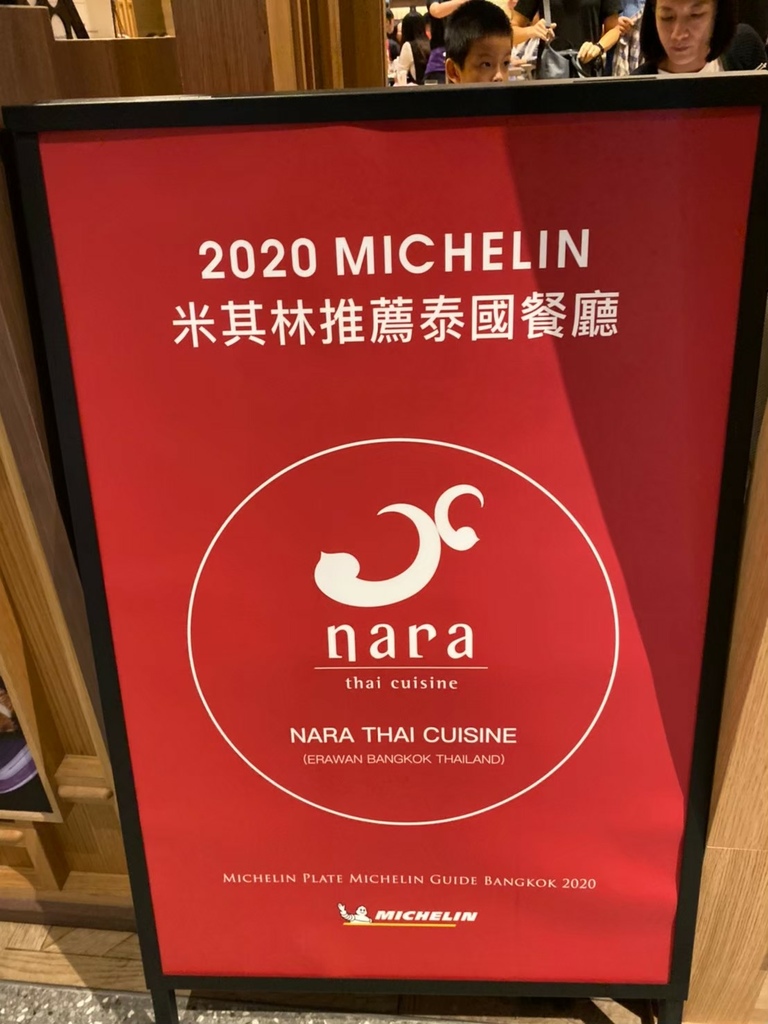 2020 MICHELIN
米其林推薦泰國餐廳
nara
thai cuisine
NARA THAI CUISINE
(ERAWAN BANGKOK THAILAND)
MICHELIN PLATE MICHELIN GUIDE BANGKOK 2020
MICHELIN